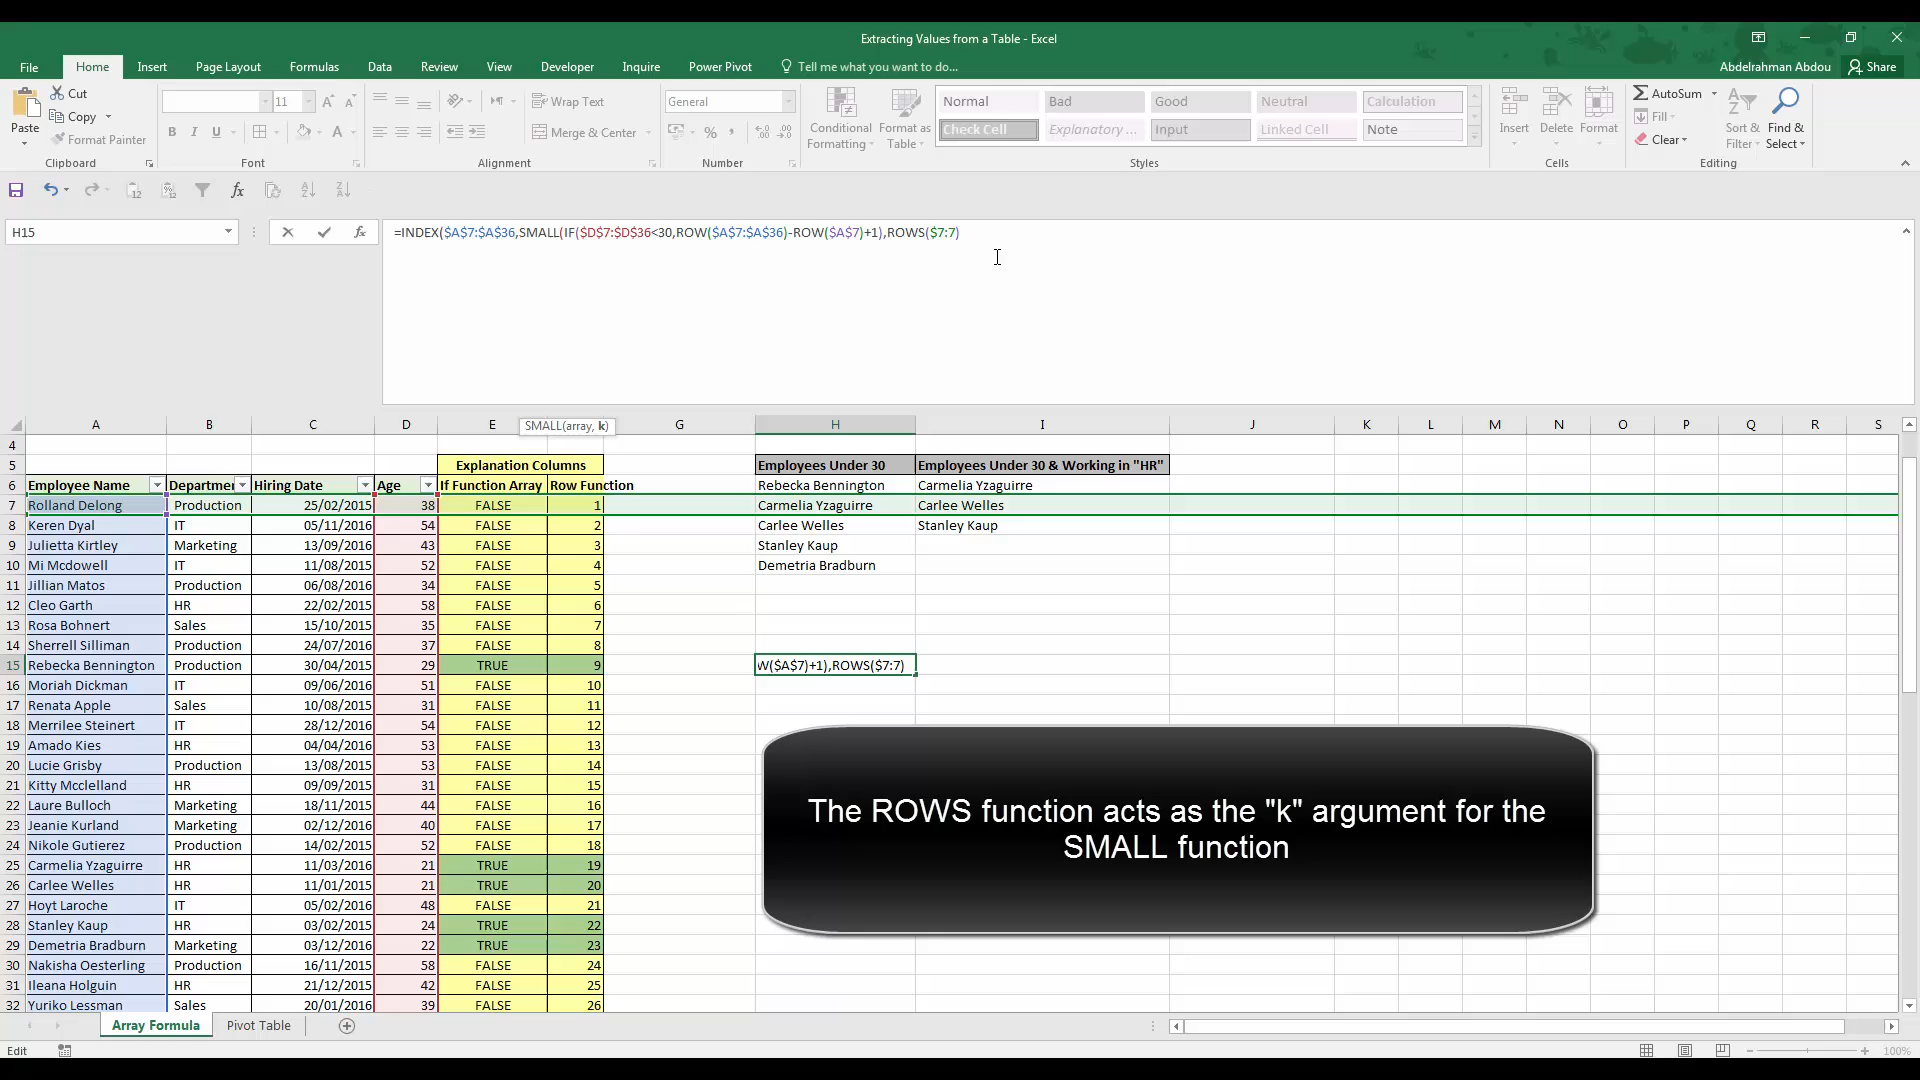 Extracting Values from a Table - Excel
File Home Insert Page Layout Formulas Data Review View Developer Inquire Power Pivot Tell me what you want to do... Abdelrahman Abdou Share
Paste Cut Copy Format Painter
Clipboard
11
B I U A
Font
Wrap Text
Merge & Center
Alignment
General
%
Number
Conditional Formatting
Format as Table
Normal Bad Good Neutral Calculation
Check Cell Explanatory ... Input Linked Cell Note
Styles
Insert Delete Format
Cells
AutoSum
Fill
Clear
Sort & Filter
Find & Select
Editing
H15 =INDEX($A$7:$A$36,SMALL(IF($D$7:$D$36<30,ROW($A$7:$A$36)-ROW($A$7)+1),ROWS($7:7)
SMALL(array, k)
A B C D E G H I J K L M N O P Q R S
4
5 Explanation Columns Employees Under 30 Employees Under 30 & Working in "HR"
6 Employee Name Departmen Hiring Date Age If Function Array Row Function Rebecka Bennington Carmelia Yzaguirre
7 Rolland Delong Production 25/02/2015 38 FALSE 1 Carmelia Yzaguirre Carlee Welles
8 Keren Dyal IT 05/11/2016 54 FALSE 2 Carlee Welles Stanley Kaup
9 Julietta Kirtley Marketing 13/09/2016 43 FALSE 3 Stanley Kaup
10 Mi Mcdowell IT 11/08/2015 52 FALSE 4 Demetria Bradburn
11 Jillian Matos Production 06/08/2016 34 FALSE 5
12 Cleo Garth HR 22/02/2015 58 FALSE 6
13 Rosa Bohnert Sales 15/10/2015 35 FALSE 7
14 Sherrell Silliman Production 24/07/2016 37 FALSE 8
15 Rebecka Bennington Production 30/04/2015 29 TRUE 9 W($A$7)+1),ROWS($7:7)
16 Moriah Dickman IT 09/06/2016 51 FALSE 10
17 Renata Apple Sales 10/08/2015 31 FALSE 11
18 Merrilee Steinert IT 28/12/2016 54 FALSE 12
19 Amado Kies HR 04/04/2016 53 FALSE 13
20 Lucie Grisby Production 13/08/2015 53 FALSE 14
21 Kitty Mcclelland HR 09/09/2015 31 FALSE 15
22 Laure Bulloch Marketing 18/11/2015 44 FALSE 16
23 Jeanie Kurland Marketing 02/12/2016 40 FALSE 17
24 Nikole Gutierez Production 14/02/2015 52 FALSE 18
25 Carmelia Yzaguirre HR 11/03/2016 21 TRUE 19
26 Carlee Welles HR 11/01/2015 21 TRUE 20
27 Hoyt Laroche IT 05/02/2016 48 FALSE 21
28 Stanley Kaup HR 03/02/2015 24 TRUE 22
29 Demetria Bradburn Marketing 03/12/2016 22 TRUE 23
30 Nakisha Oesterling Production 16/11/2015 58 FALSE 24
31 Ileana Holguin HR 21/12/2015 42 FALSE 25
32 Yuriko Lessman Sales 20/01/2016 39 FALSE 26
The ROWS function acts as the "k" argument for the
SMALL function
Array Formula Pivot Table
Edit 100%